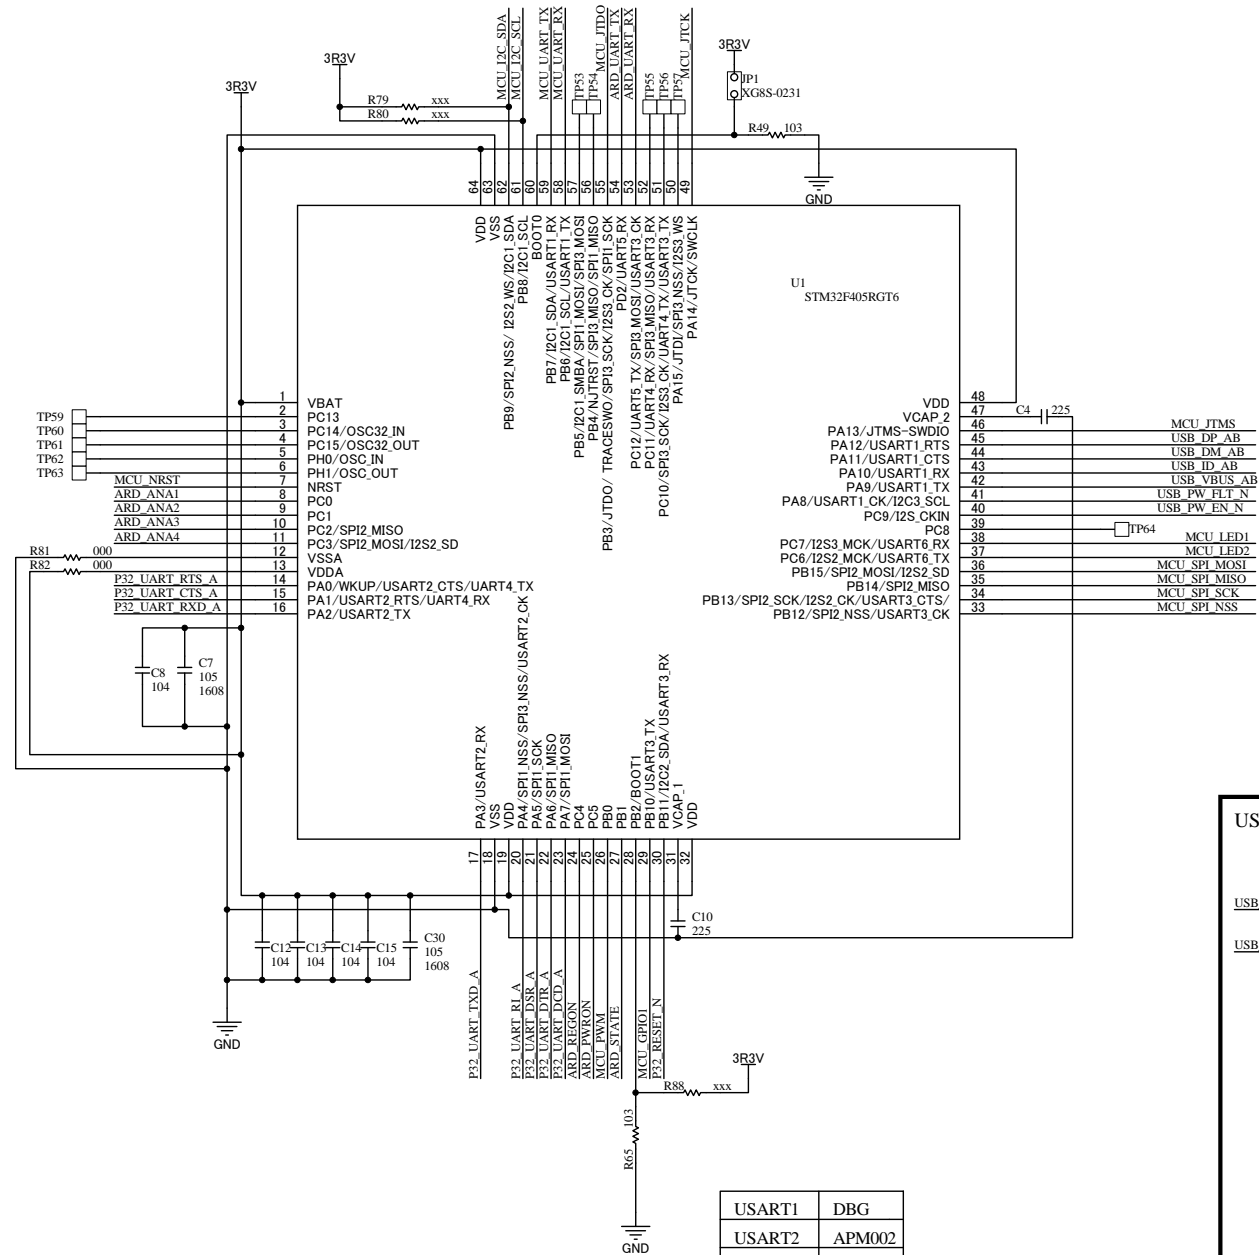 MCU_I2C_SDA
MCU_I2C_SCL
MCU_UART_TX
MCU_UART_RX
TP53
TP54
MCU_JTDO
ARD_UART_TX
ARD_UART_RX
TP55
TP56
TP57
MCU_JTCK
3R3V
R79 xxx
R80 xxx
3R3V
3R3V
JP1
XG8S-0231
R49 103
GND
64
63
62
61
60
59
58
57
56
55
54
53
52
51
50
49
VDD
VSS
PB9/SPI2_NSS/ I2S2_WS/I2C1_SDA
PB8/I2C1_SCL
BOOT0
PB7/I2C1_SDA/USART1_RX
PB6/I2C1_SCL/USART1_TX
PB5/I2C1_SMBA/SPI1_MOSI/SPI3_MOSI
PB4/NJTRST/SPI3_MISO/SPI1_MISO
PB3/JTDO/ TRACESWO/SPI3_SCK/I2S3_CK/SPI1_SCK
PD2/UART5_RX
PC12/UART5_TX/SPI3_MOSI/USART3_CK
PC11/UART4_RX/SPI3_MISO/USART3_RX
PC10/SPI3_SCK/I2S3_CK/UART4_TX/USART3_TX
PA15/JTDI/SPI3_NSS/I2S3_WS
PA14/JTCK/SWCLK
U1
STM32F405RGT6
1 VBAT
TP59 2 PC13
TP60 3 PC14/OSC32_IN
TP61 4 PC15/OSC32_OUT
TP62 5 PH0/OSC_IN
TP63 6 PH1/OSC_OUT
MCU_NRST 7 NRST
ARD_ANA1 8 PC0
ARD_ANA2 9 PC1
ARD_ANA3 10 PC2/SPI2_MISO
ARD_ANA4 11 PC3/SPI2_MOSI/I2S2_SD
R81 000 12 VSSA
R82 000 13 VDDA
P32_UART_RTS_A 14 PA0/WKUP/USART2_CTS/UART4_TX
P32_UART_CTS_A 15 PA1/USART2_RTS/UART4_RX
P32_UART_RXD_A 16 PA2/USART2_TX
VDD 48
VCAP_2 47 C4 225
PA13/JTMS-SWDIO 46 MCU_JTMS
PA12/USART1_RTS 45 USB_DP_AB
PA11/USART1_CTS 44 USB_DM_AB
PA10/USART1_RX 43 USB_ID_AB
PA9/USART1_TX 42 USB_VBUS_AB
PA8/USART1_CK/I2C3_SCL 41 USB_PW_FLT_N
PC9/I2S_CKIN 40 USB_PW_EN_N
PC8 39 TP64
PC7/I2S3_MCK/USART6_RX 38 MCU_LED1
PC6/I2S2_MCK/USART6_TX 37 MCU_LED2
PB15/SPI2_MOSI/I2S2_SD 36 MCU_SPI_MOSI
PB14/SPI2_MISO 35 MCU_SPI_MISO
PB13/SPI2_SCK/I2S2_CK/USART3_CTS/ 34 MCU_SPI_SCK
PB12/SPI2_NSS/USART3_CK 33 MCU_SPI_NSS
C8
104
C7
105
1608
PA3/USART2_RX
VSS
VDD
PA4/SPI1_NSS/SPI3_NSS/USART2_CK
PA5/SPI1_SCK
PA6/SPI1_MISO
PA7/SPI1_MOSI
PC4
PC5
PB0
PB1
PB2/BOOT1
PB10/USART3_TX
PB11/I2C2_SDA/USART3_RX
VCAP_1
VDD
17
18
19
20
21
22
23
24
25
26
27
28
29
30
31
32
C12
104
C13
104
C14
104
C15
104
C30
105
1608
C10
225
GND
P32_UART_TXD_A
P32_UART_RI_A
P32_UART_DSR_A
P32_UART_DTR_A
P32_UART_DCD_A
ARD_REGON
ARD_PWRON
MCU_PWM
ARD_STATE
MCU_GPIO1
P32_RESET_N
3R3V
R88 xxx
103
R65
GND
US
USB
USB
USART1 DBG
USART2 APM002